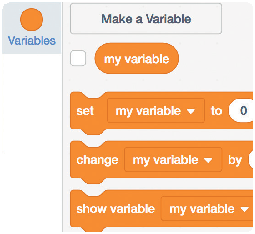 Make a Variable
Variables
my variable
set my variable to 0
change my variable by
show variable my variable